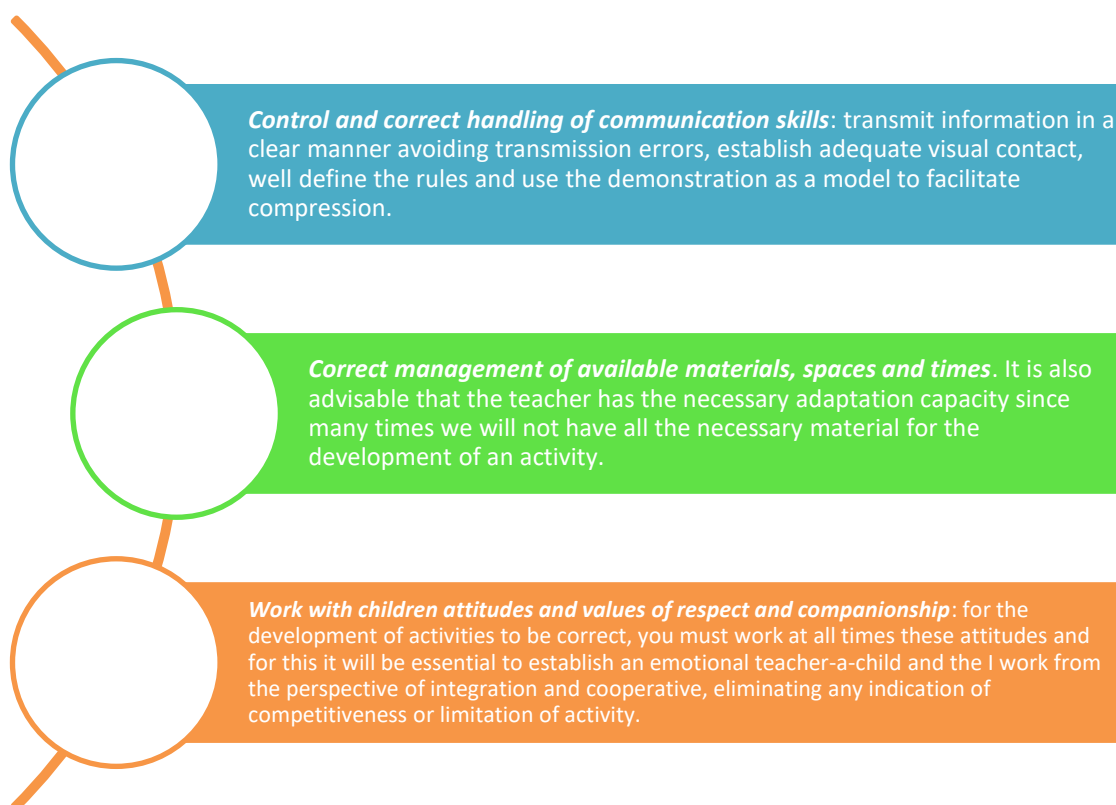 Control and correct handling of communication skills: transmit information in a
clear manner avoiding transmission errors, establish adequate visual contact,
well define the rules and use the demonstration as a model to facilitate
compression.
Correct management of available materials, spaces and times. It is also
advisable that the teacher has the necessary adaptation capacity since
many times we will not have all the necessary material for the
development of an activity.
Work with children attitudes and values of respect and companionship: for the
development of activities to be correct, you must work at all times these attitudes and
for this it will be essential to establish an emotional teacher-a-child and the I work from
the perspective of integration and cooperative, eliminating any indication of
competitiveness or limitation of activity.